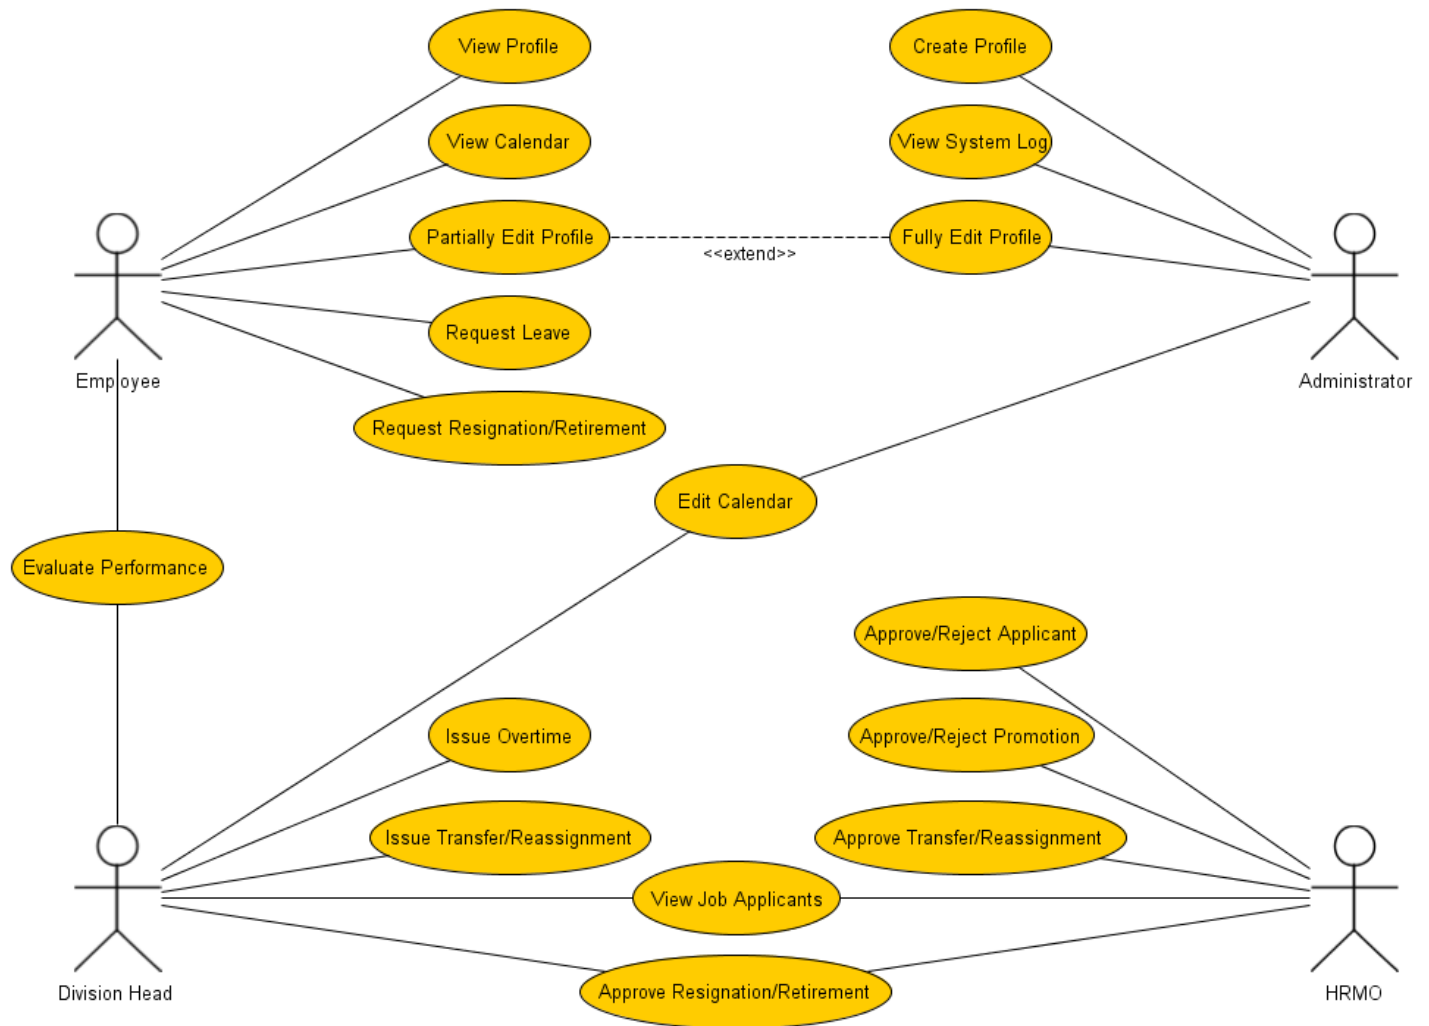 View Profile
Create Profile
View Calendar
View System Log
Partially Edit Profile
<<extend>>
Fully Edit Profile
Request Leave
Employee
Administrator
Request Resignation/Retirement
Edit Calendar
Evaluate Performance
Approve/Reject Applicant
Issue Overtime
Approve/Reject Promotion
Issue Transfer/Reassignment
Approve Transfer/Reassignment
View Job Applicants
Division Head
Approve Resignation/Retirement
HRMO